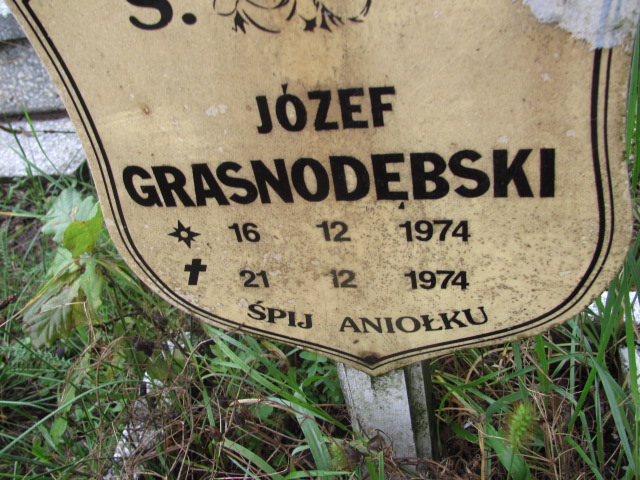 Ś.
JÓZEF
GRASNODĘBSKI
16 12 1974
✝ 21 12 1974
ŚPIJ ANIOŁKU